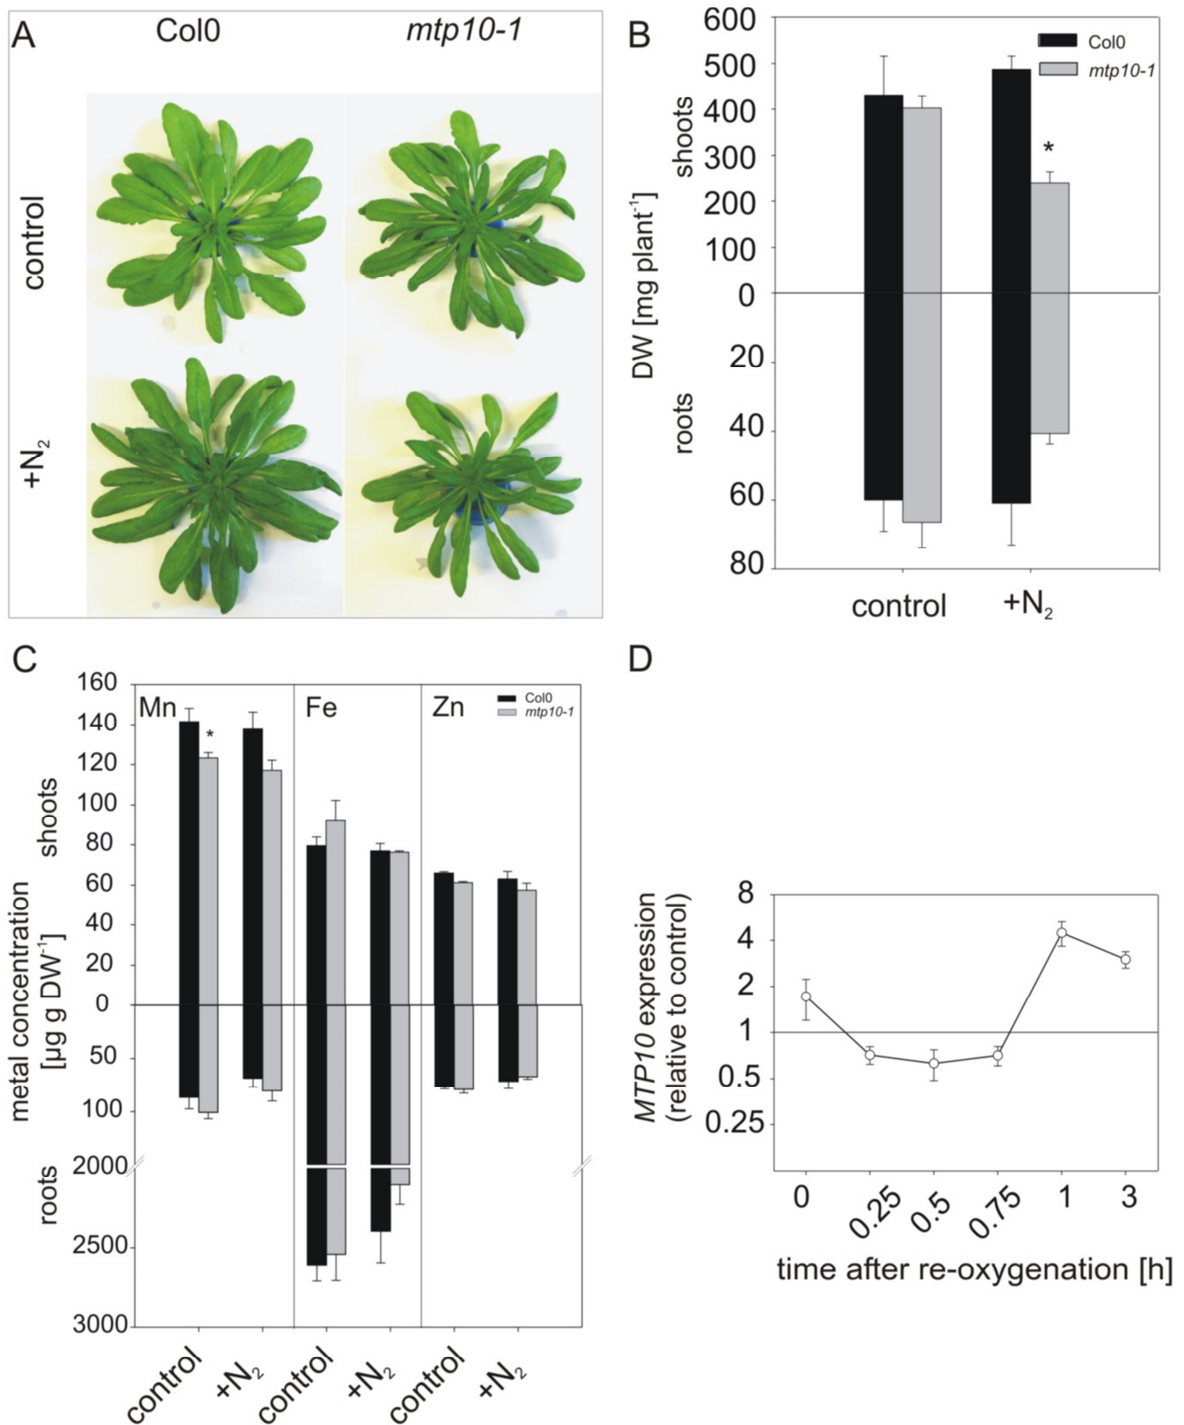 A
Col0
mtp10-1
control
+N2
B
600
500
400
300
200
100
0
20
40
60
80
shoots
roots
DW [mg plant-1]
Col0
mtp10-1
*
control
+N2
C
160
140
120
100
80
60
40
20
0
50
100
2000
2500
3000
shoots
roots
metal concentration
[µg g DW-1]
Mn
Fe
Zn
Col0
mtp10-1
*
control
+N2
control
+N2
control
+N2
D
8
4
2
1
0.5
0.25
MTP10 expression
(relative to control)
0
0.25
0.5
0.75
1
3
time after re-oxygenation [h]